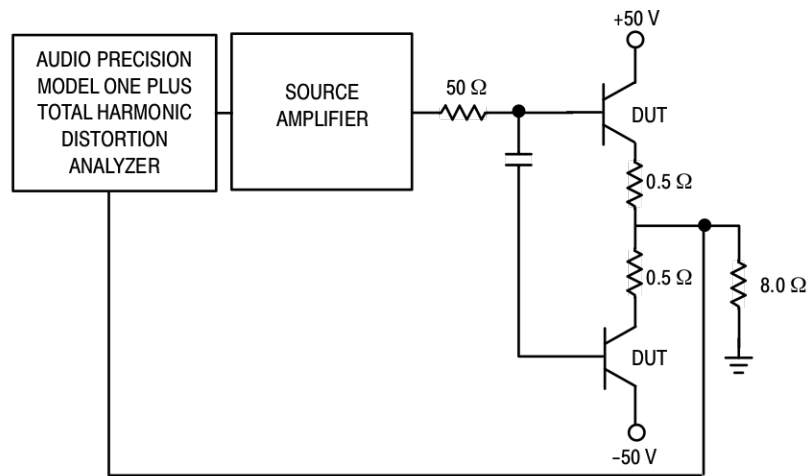 +50 V
AUDIO PRECISION
MODEL ONE PLUS
TOTAL HARMONIC
DISTORTION
ANALYZER
SOURCE
AMPLIFIER
50 Ω
DUT
0.5 Ω
0.5 Ω
8.0 Ω
DUT
–50 V